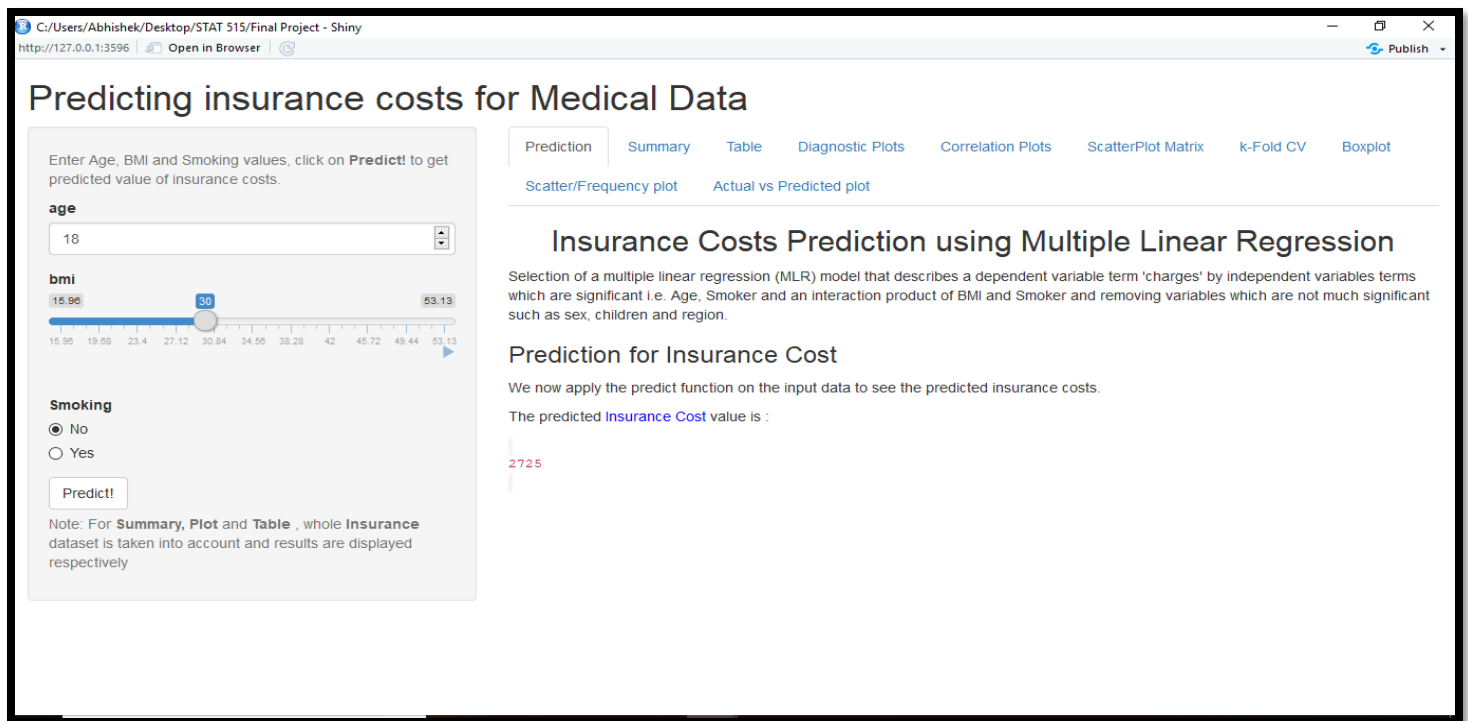 C:/Users/Abhishek/Desktop/STAT 515/Final Project - Shiny
http://127.0.0.1:3596 Open in Browser Publish
Predicting insurance costs for Medical Data
Enter Age, BMI and Smoking values, click on Predict! to get
predicted value of insurance costs.
age
18
bmi
15.96 30 53.13
15.96 19.68 23.4 27.12 30.84 34.56 38.28 42 45.72 49.44 53.13
Smoking
No
Yes
Predict!
Note: For Summary, Plot and Table , whole Insurance
dataset is taken into account and results are displayed
respectively
Prediction Summary Table Diagnostic Plots Correlation Plots ScatterPlot Matrix k-Fold CV Boxplot
Scatter/Frequency plot Actual vs Predicted plot
Insurance Costs Prediction using Multiple Linear Regression
Selection of a multiple linear regression (MLR) model that describes a dependent variable term 'charges' by independent variables terms
which are significant i.e. Age, Smoker and an interaction product of BMI and Smoker and removing variables which are not much significant
such as sex, children and region.
Prediction for Insurance Cost
We now apply the predict function on the input data to see the predicted insurance costs.
The predicted Insurance Cost value is :
2725